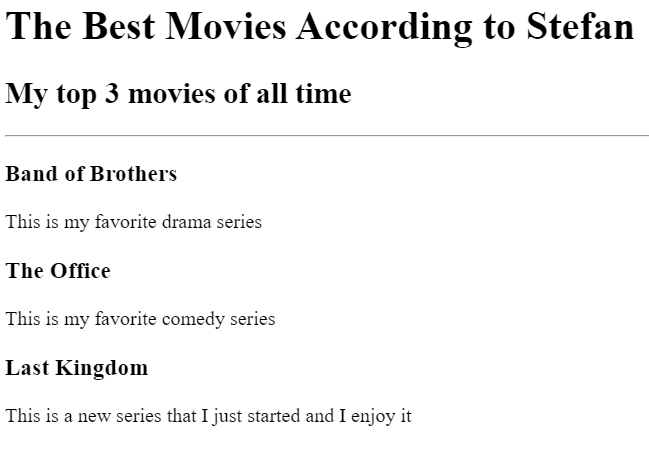 The Best Movies According to Stefan
My top 3 movies of all time
Band of Brothers
This is my favorite drama series
The Office
This is my favorite comedy series
Last Kingdom
This is a new series that I just started and I enjoy it